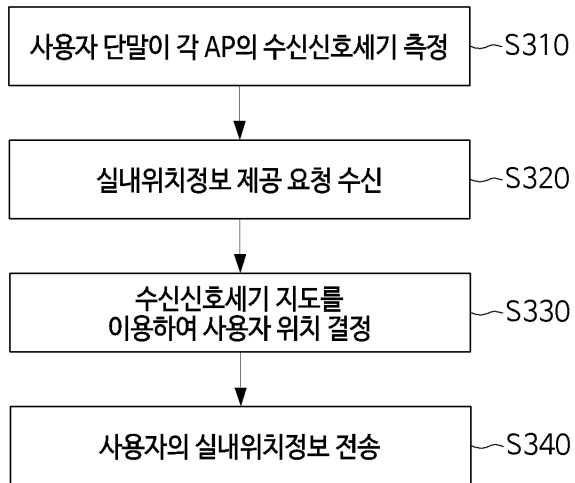 사용자 단말이 각 AP의 수신신호세기 측정
S310
실내위치정보 제공 요청 수신
S320
수신신호세기 지도를
이용하여 사용자 위치 결정
S330
사용자의 실내위치정보 전송
S340